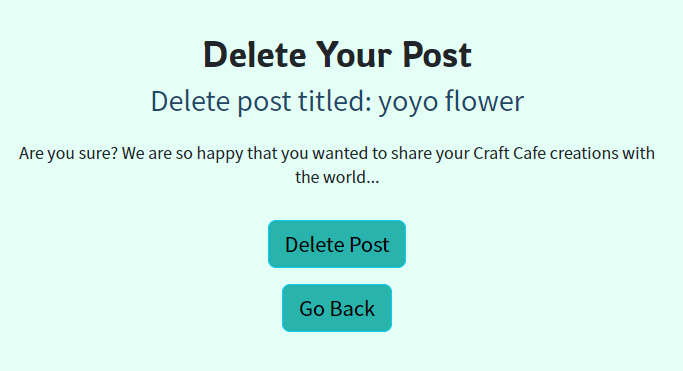 Delete Your Post
Delete post titled: yoyo flower
Are you sure? We are so happy that you wanted to share your Craft Cafe creations with
the world...
Delete Post
Go Back